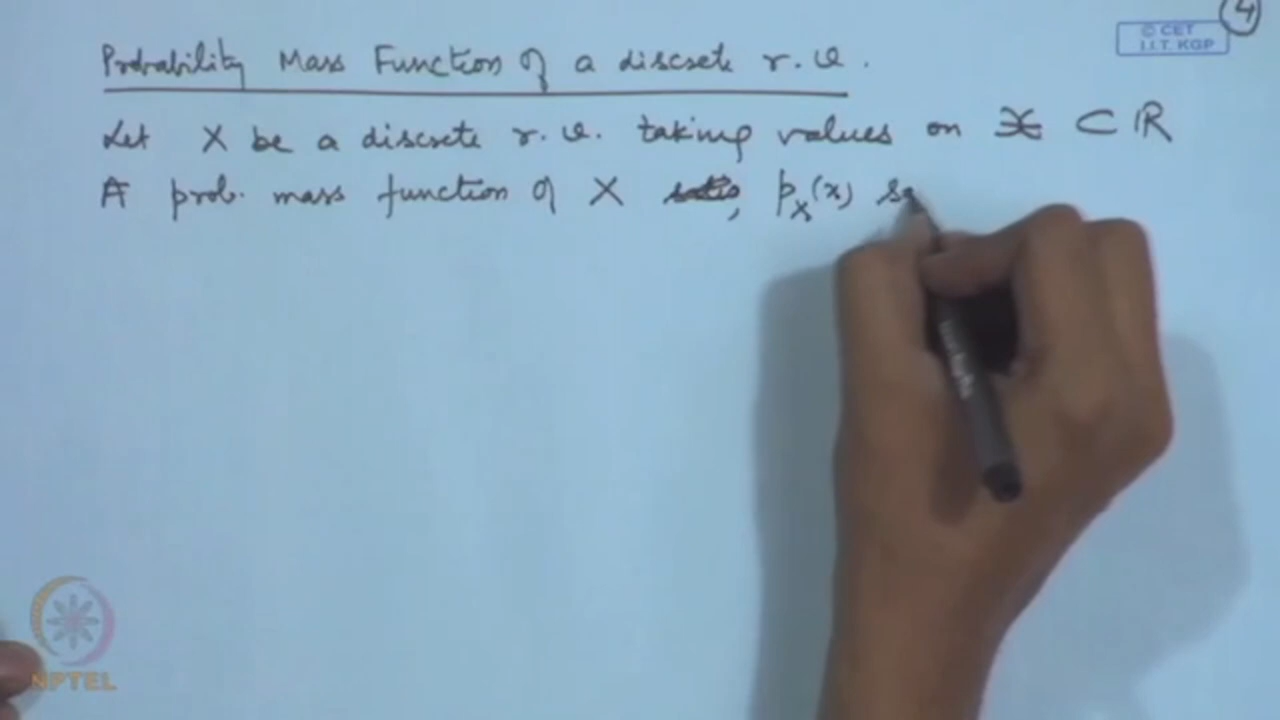 4
© CET
I.I.T. KGP
Probability Mass Function of a discrete r.v.
Let X be a discrete r.v. taking values on 𝒳 ⊂ ℝ
A prob. mass function of X , p_X(x) sa
NPTEL